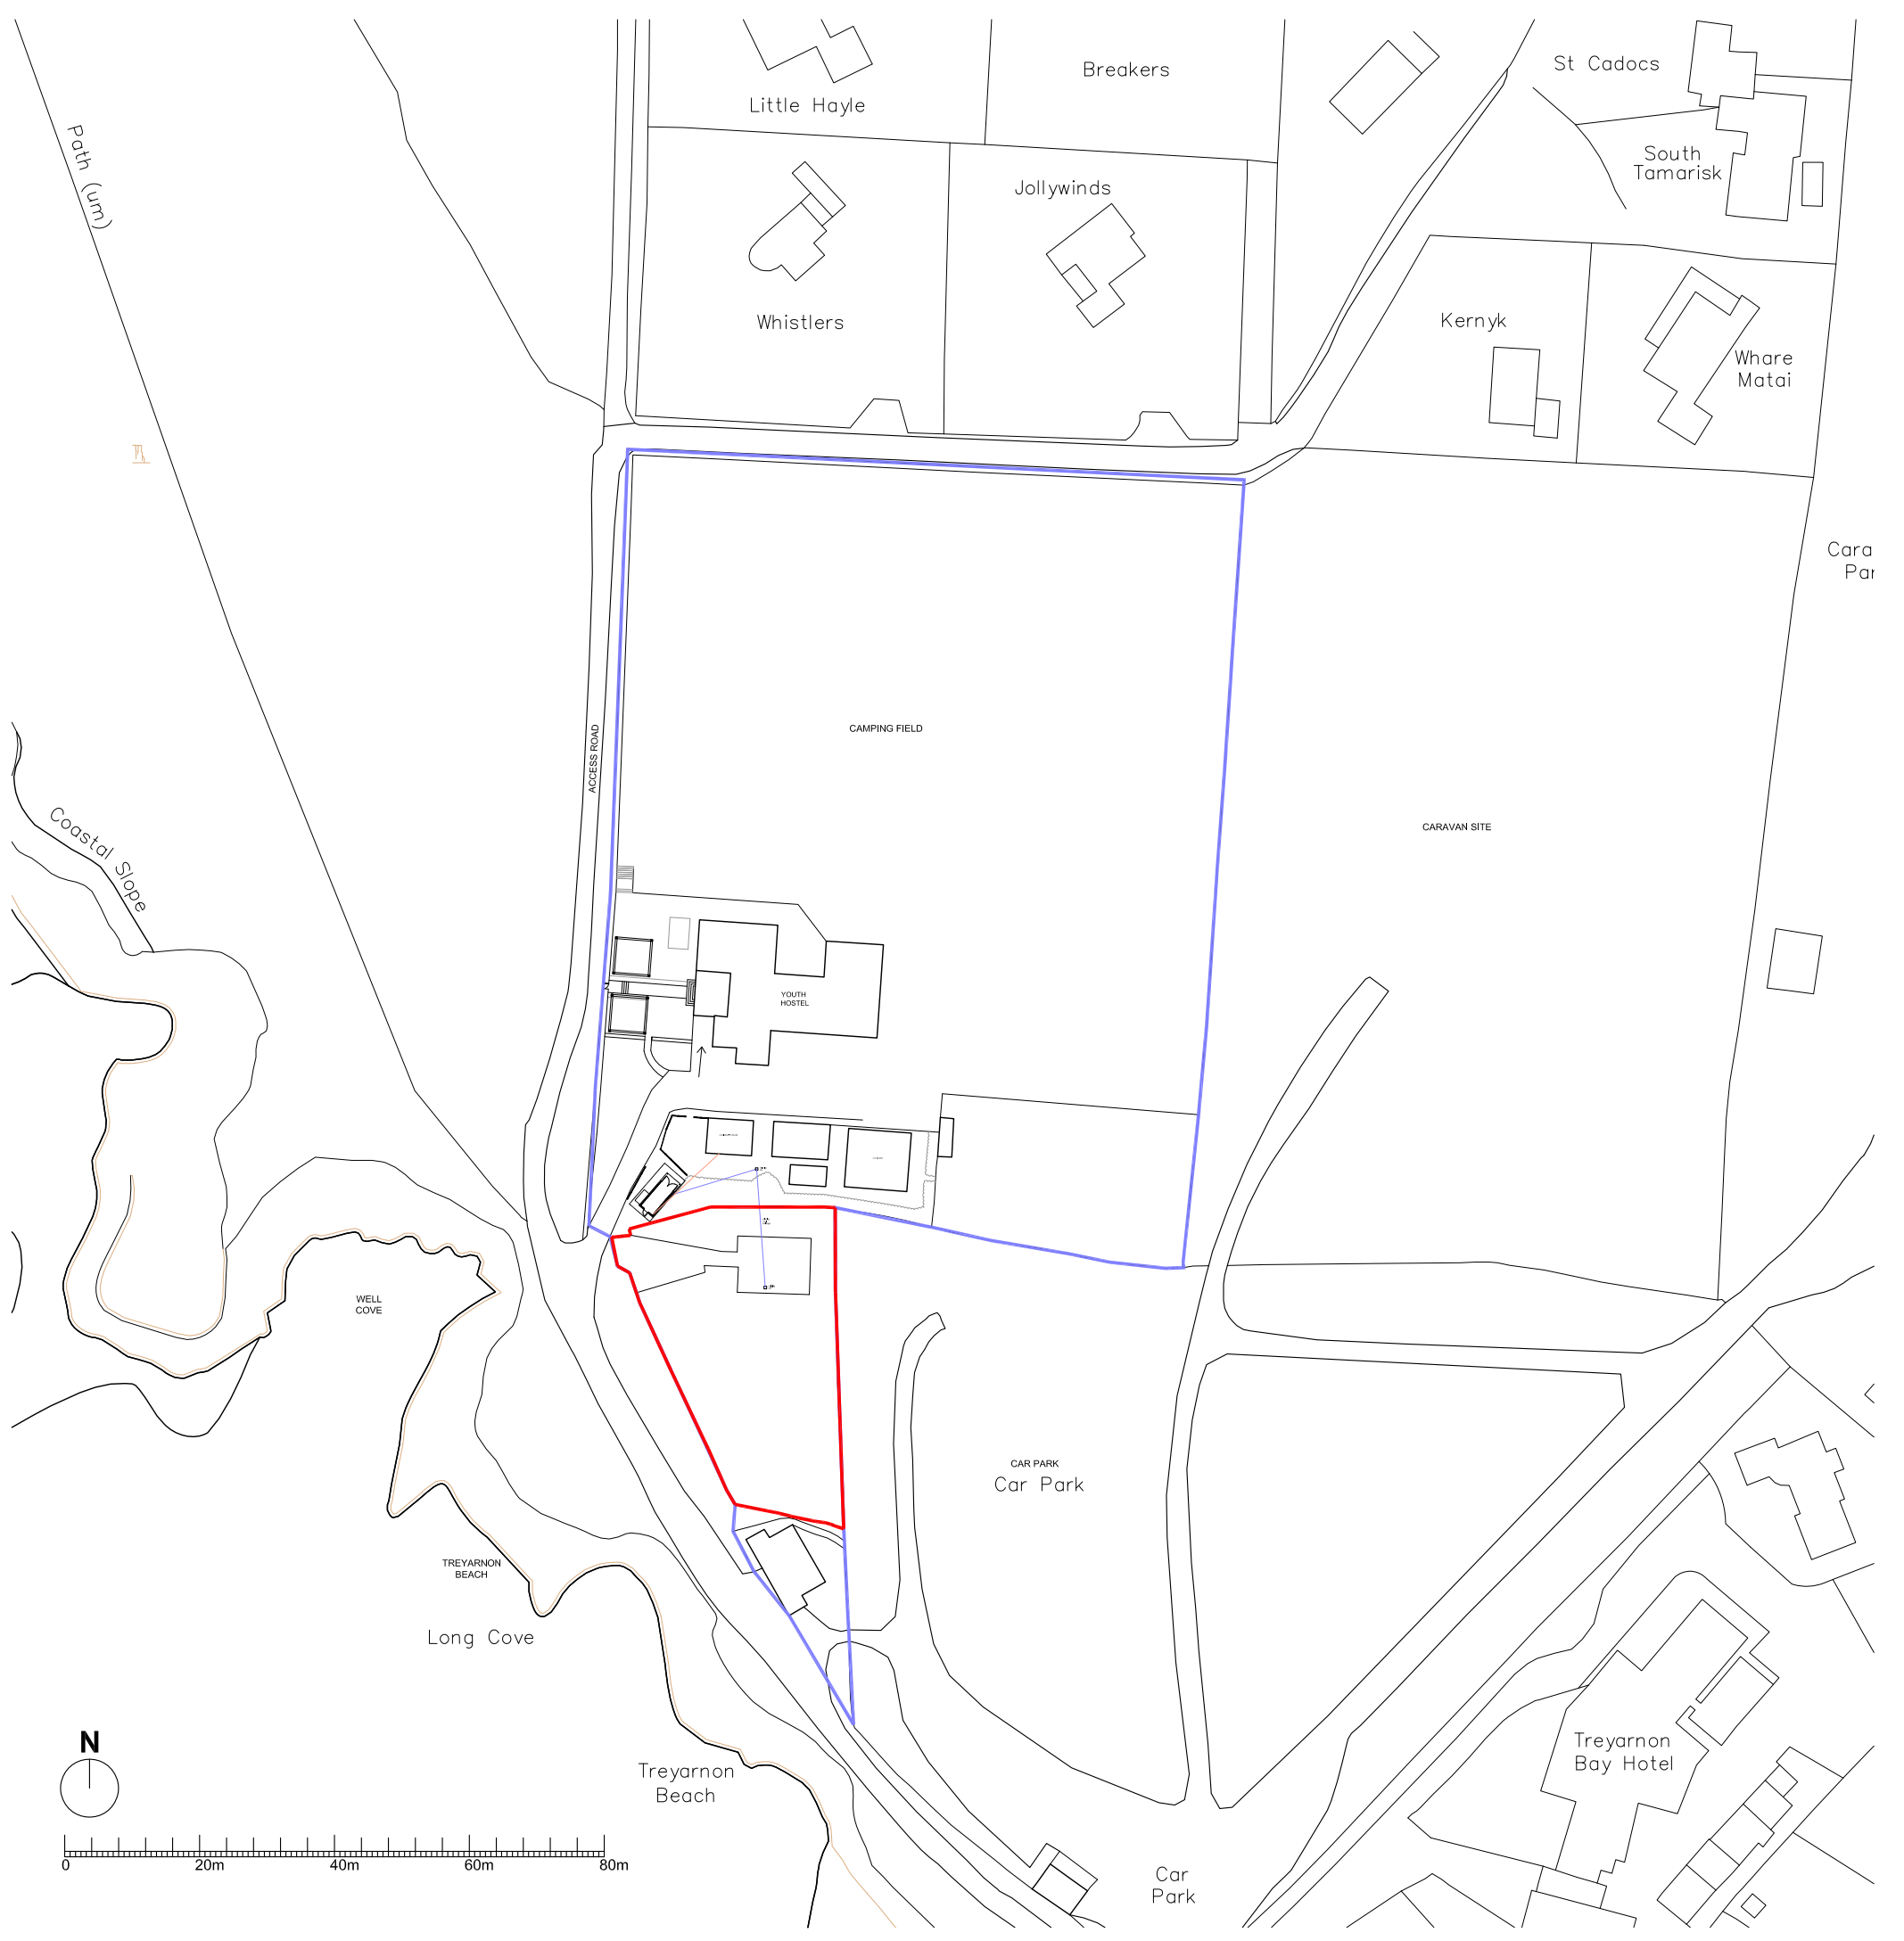 St Cadocs
Breakers
Little Hayle
Path (um)
South
Tamarisk
Jollywinds
Whistlers
Kernyk
Whare
Matai
Cara
Par
ACCESS ROAD
CAMPING FIELD
CARAVAN SITE
Coastal Slope
YOUTH
HOSTEL
WELL
COVE
CAR PARK
Car Park
TREYARNON
BEACH
Long Cove
Treyarnon
Bay Hotel
N
Treyarnon
Beach
0 20m 40m 60m 80m
Car
Park